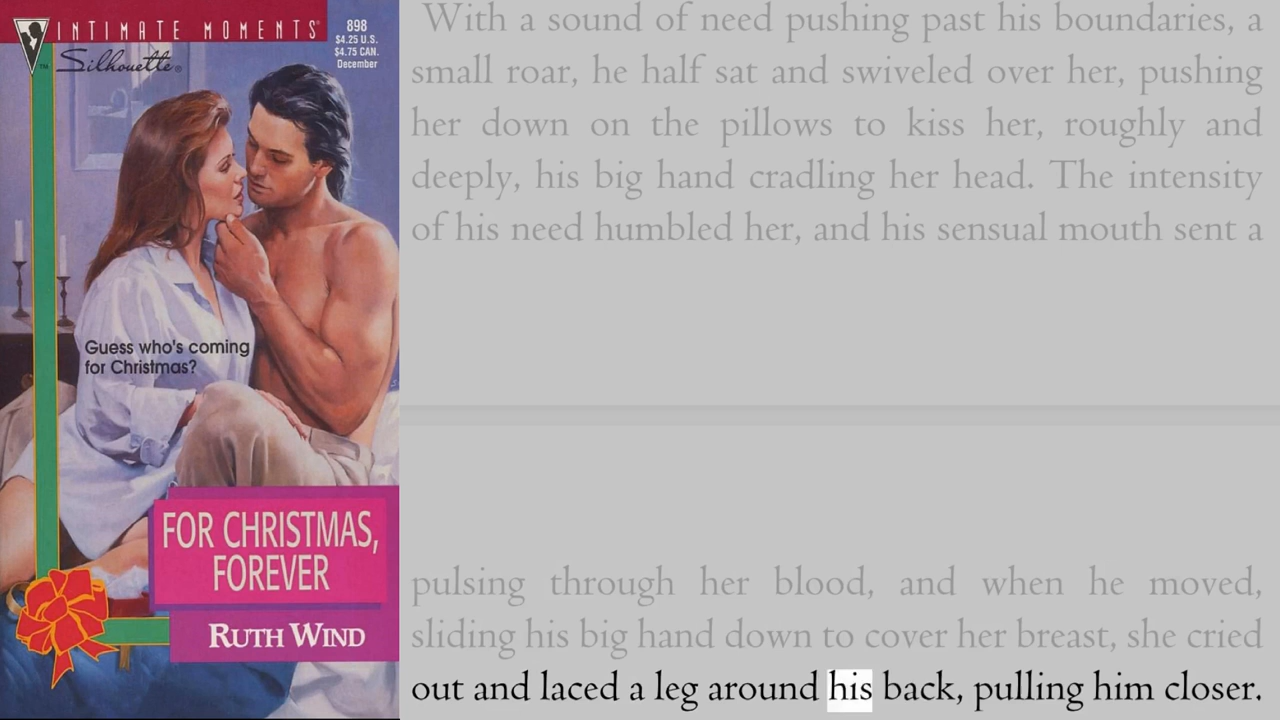 INTIMATE MOMENTS®
Silhouette®
898
$4.25 U.S.
$4.75 CAN.
December
TM
Guess who's coming
for Christmas?
FOR CHRISTMAS,
FOREVER
RUTH WIND
With a sound of need pushing past his boundaries, a
small roar, he half sat and swiveled over her, pushing
her down on the pillows to kiss her, roughly and
deeply, his big hand cradling her head. The intensity
of his need humbled her, and his sensual mouth sent a
pulsing through her blood, and when he moved,
sliding his big hand down to cover her breast, she cried
out and laced a leg around his back, pulling him closer.